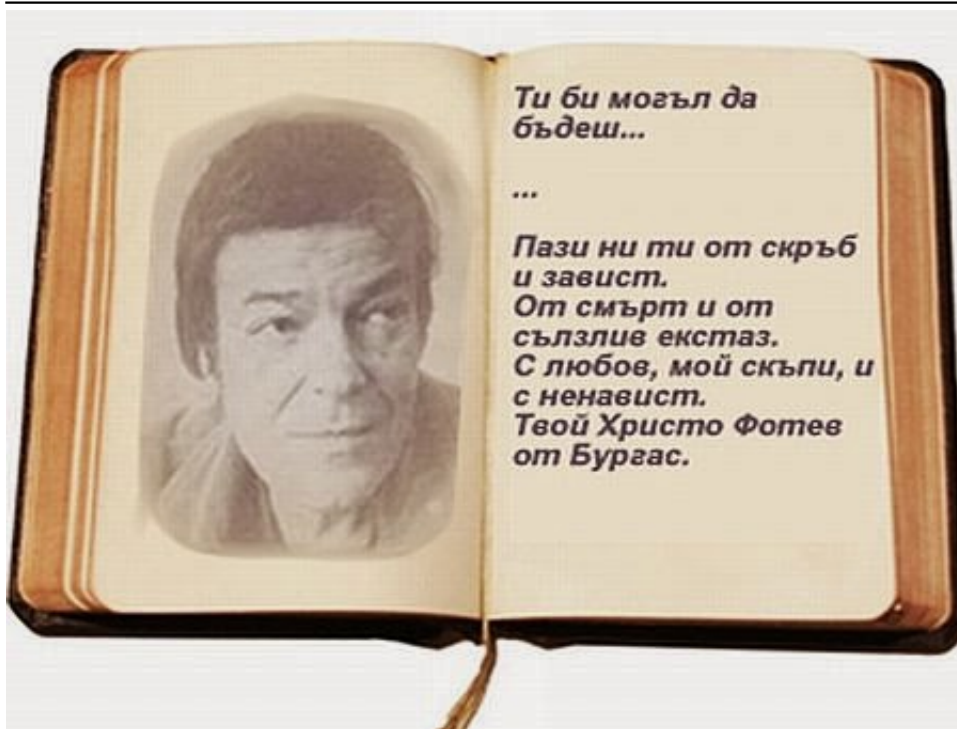 Ти би могъл да
бъдеш...
...
Пази ни ти от скръб
и завист.
От смърт и от
сълзлив екстаз.
С любов, мой скъпи, и
с ненавист.
Твой Христо Фотев
от Бургас.